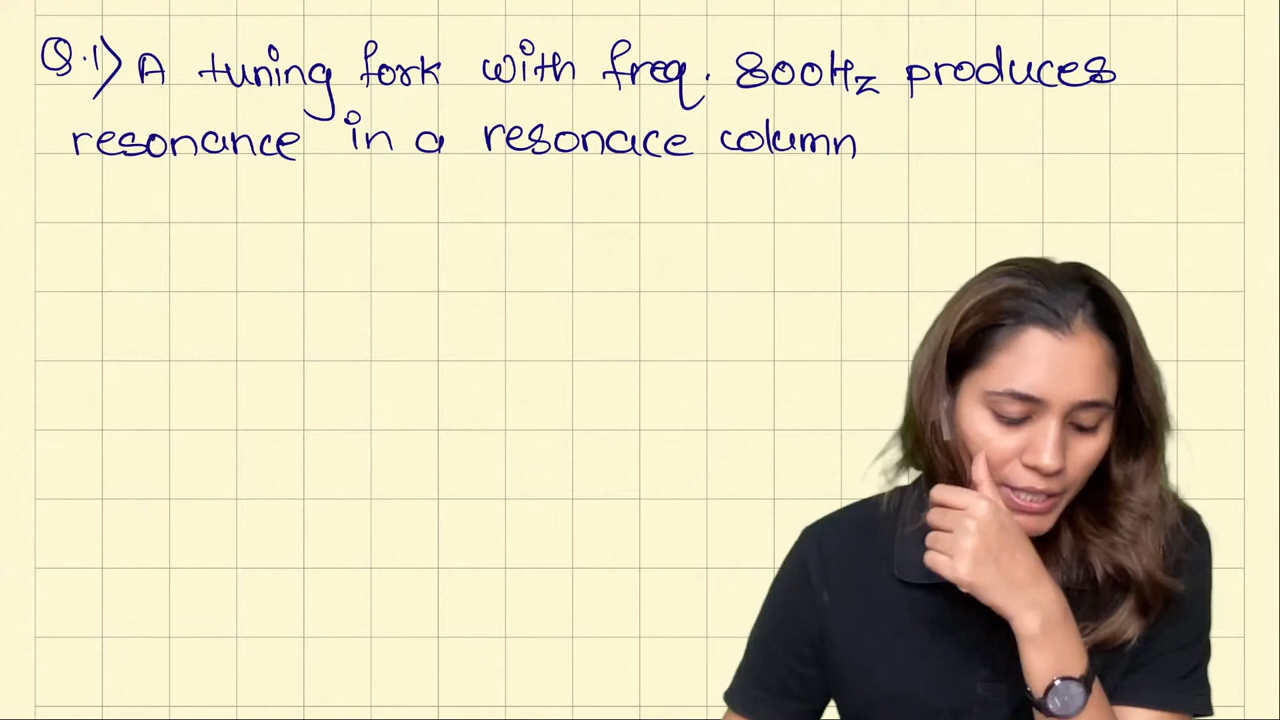 Q.1) A tuning fork with freq. 800Hz produces
resonance in a resonace column